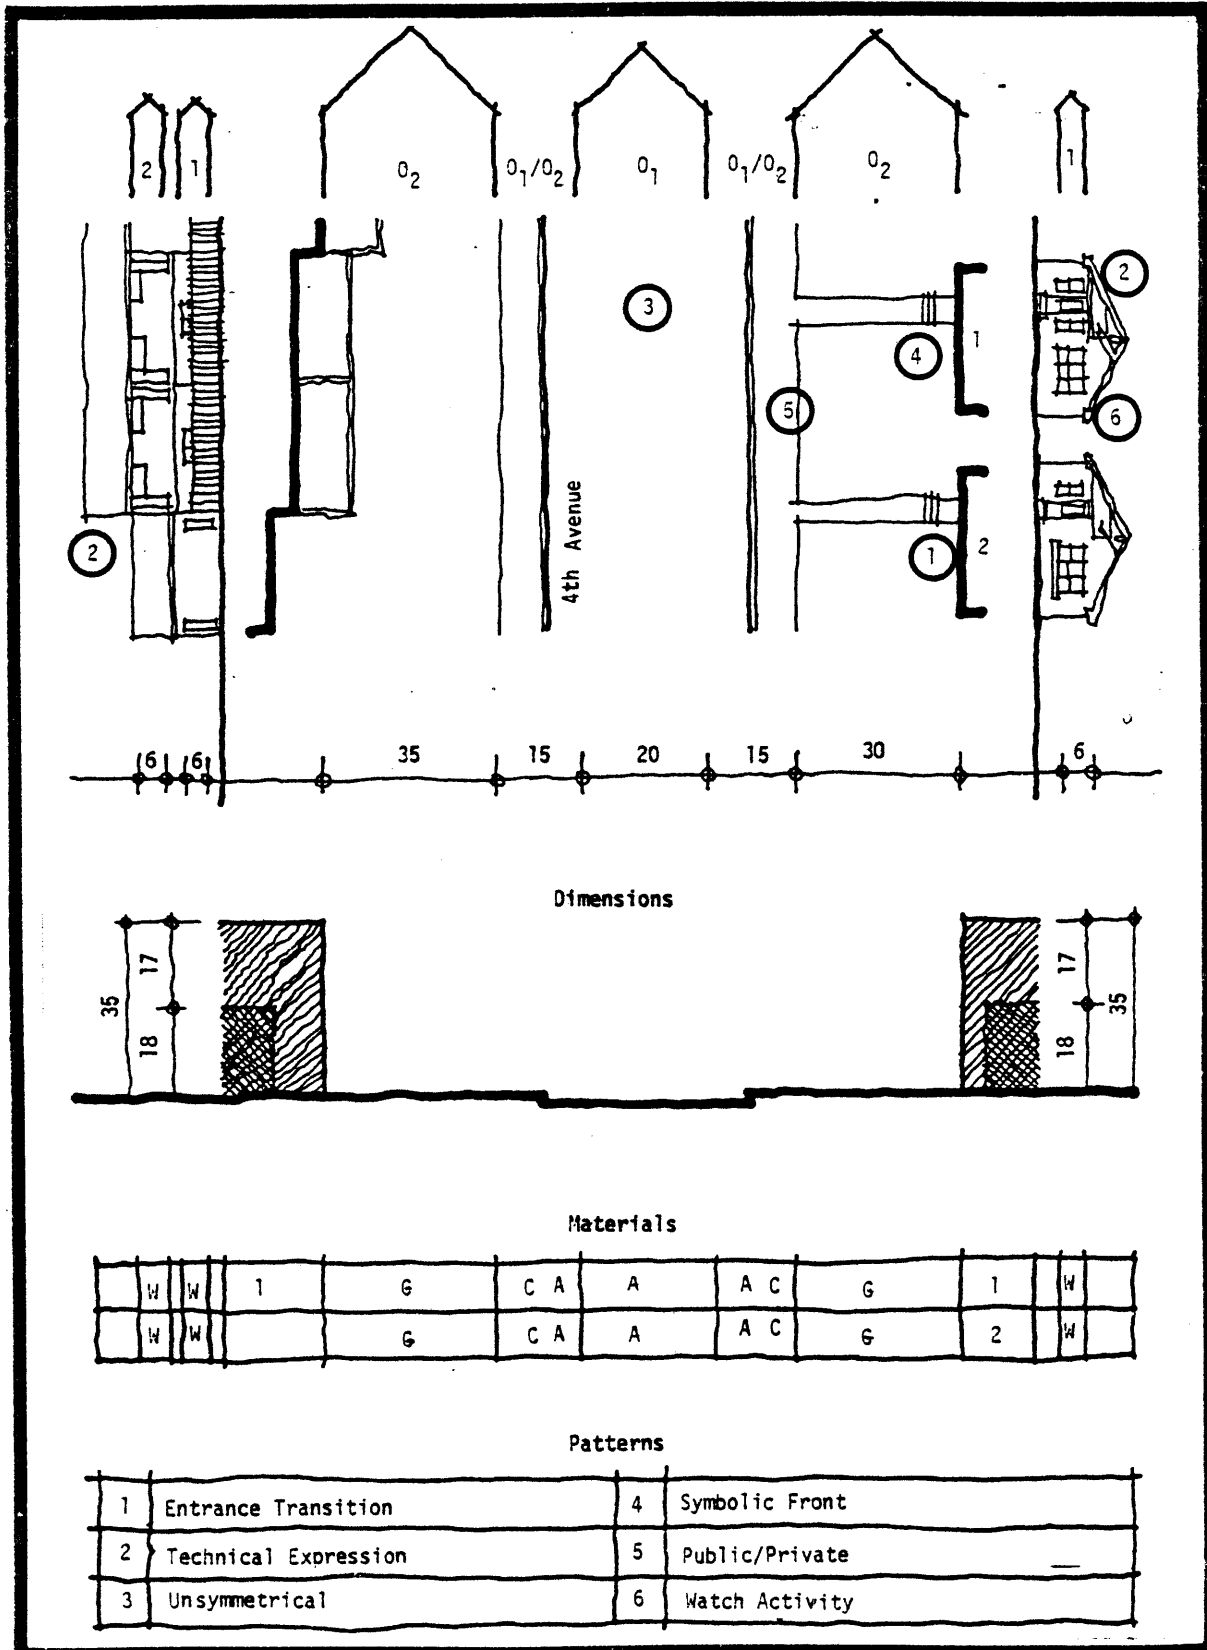 2 1 O₂ O₁/O₂ O₁ O₁/O₂ O₂ 1
2
3
1
4
5
6
4th Avenue
2
1
2
6 6 35 15 20 15 30 6
Dimensions
35 17 18
17 18 35
Materials
W W 1 G C A A A C G 1 W
W W G C A A A C G 2 W
Patterns
1 Entrance Transition 4 Symbolic Front
2 Technical Expression 5 Public/Private
3 Unsymmetrical 6 Watch Activity